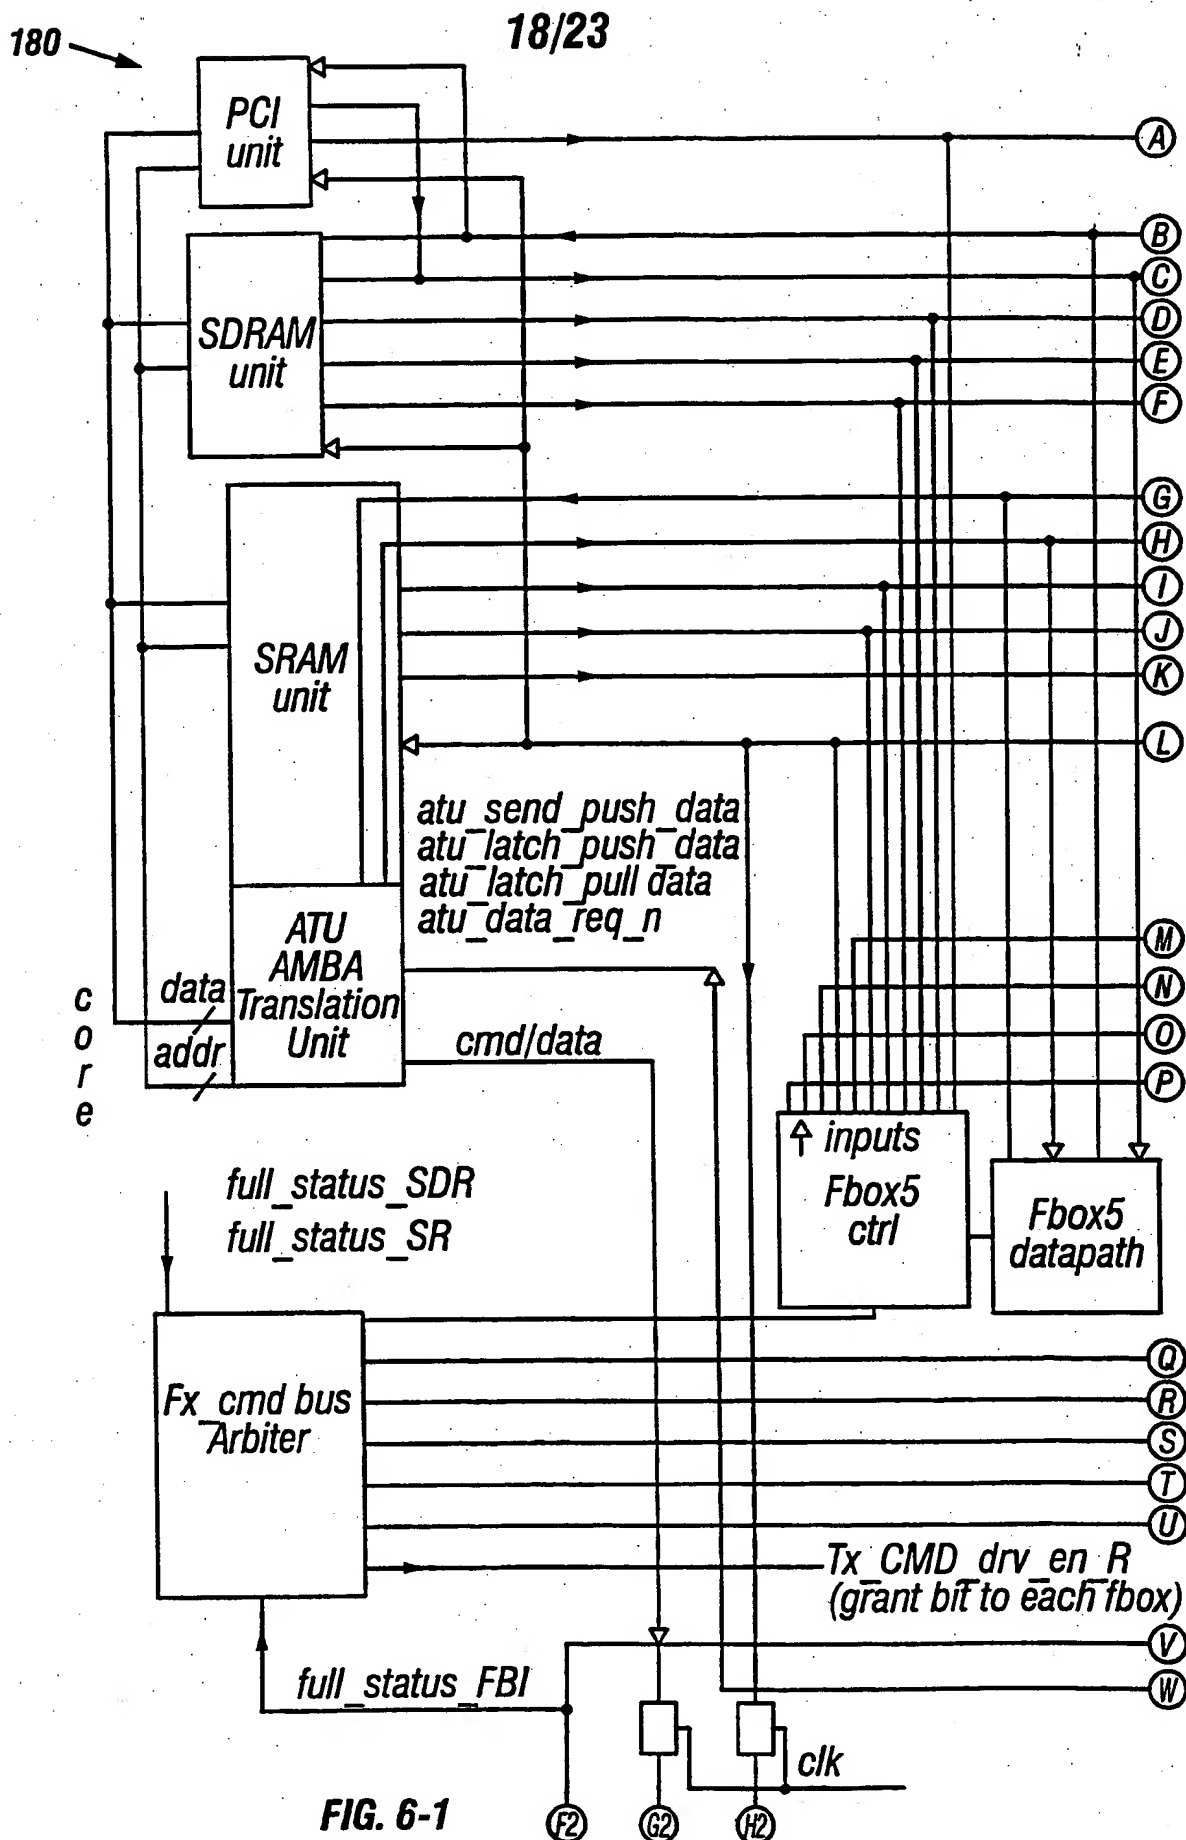 18/23
180
PCI
unit
A
B
C
SDRAM
unit
D
E
F
G
H
I
SRAM
unit
J
K
L
atu_send_push_data
atu_latch_push_data
atu_latch_pull data
atu_data_req_n
ATU
AMBA
Translation
Unit
core
data
addr
cmd/data
M
N
O
P
inputs
Fbox5
ctrl
Fbox5
datapath
full_status_SDR
full_status_SR
Fx_cmd bus
Arbiter
Q
R
S
T
U
Tx_CMD_drv_en_R
(grant bit to each fbox)
V
W
full_status_FBI
clk
FIG. 6-1
F2
G2
H2